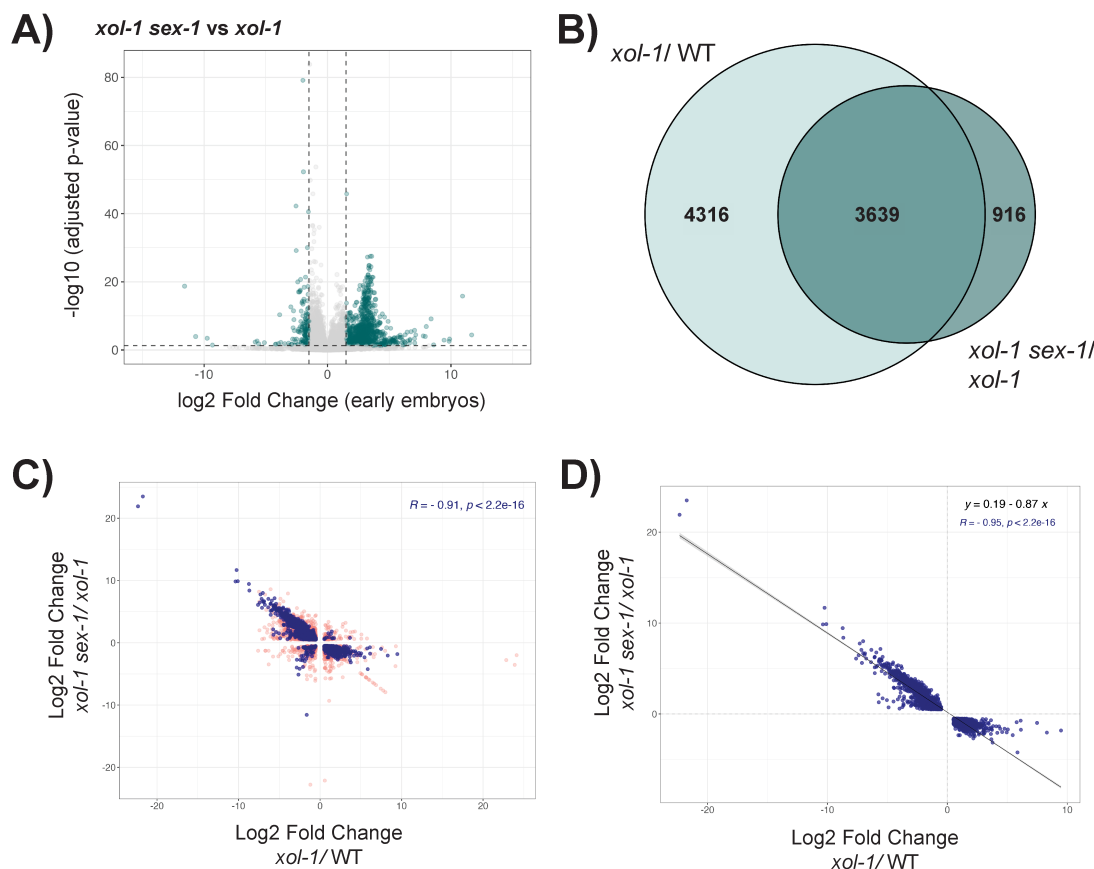 A)
xol-1 sex-1 vs xol-1
80
60
40
20
0
-log10 (adjusted p-value)
-10
0
10
log2 Fold Change (early embryos)
B)
xol-1/ WT
4316
3639
916
xol-1 sex-1/
xol-1
C)
R = - 0.91, p < 2.2e-16
20
10
0
-10
-20
Log2 Fold Change
xol-1 sex-1/ xol-1
-20
-10
0
10
20
Log2 Fold Change
xol-1/ WT
D)
y = 0.19 - 0.87 x
R = - 0.95, p < 2.2e-16
20
10
0
Log2 Fold Change
xol-1 sex-1/ xol-1
-20
-10
0
10
Log2 Fold Change
xol-1/ WT